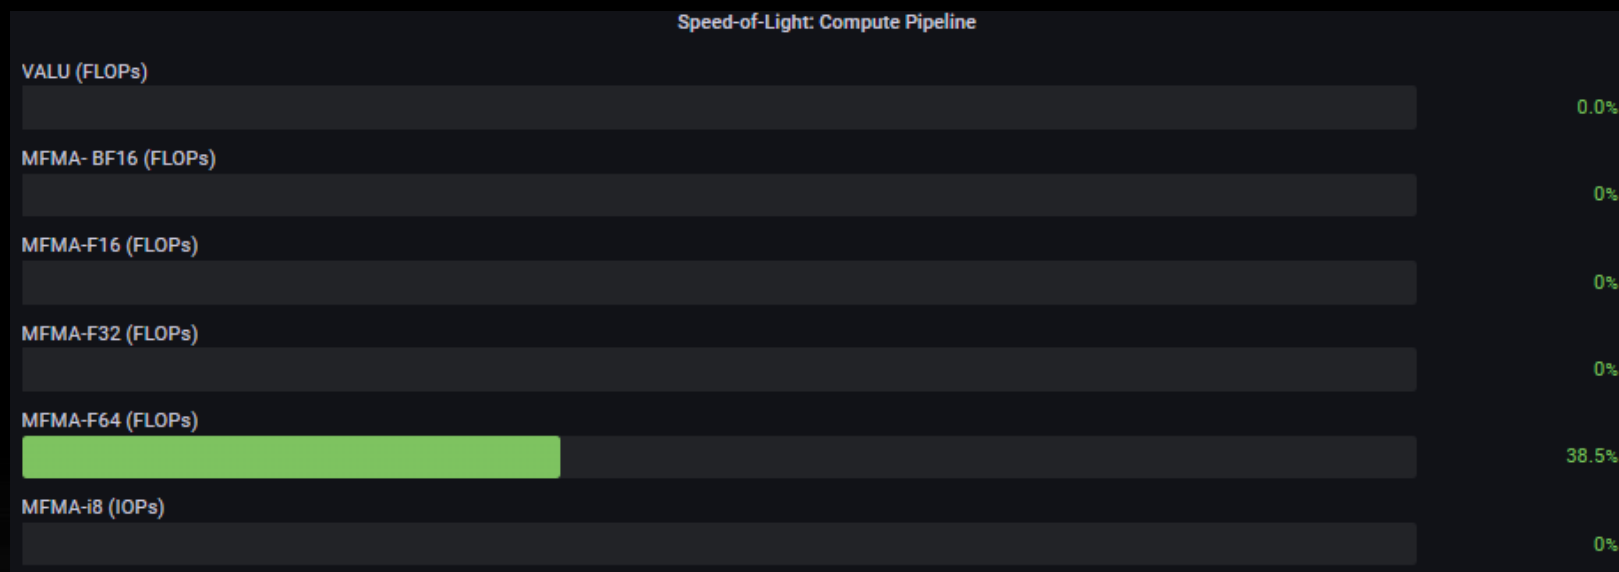 Speed-of-Light: Compute Pipeline
VALU (FLOPs)
0.0%
MFMA- BF16 (FLOPs)
0%
MFMA-F16 (FLOPs)
0%
MFMA-F32 (FLOPs)
0%
MFMA-F64 (FLOPs)
38.5%
MFMA-i8 (IOPs)
0%